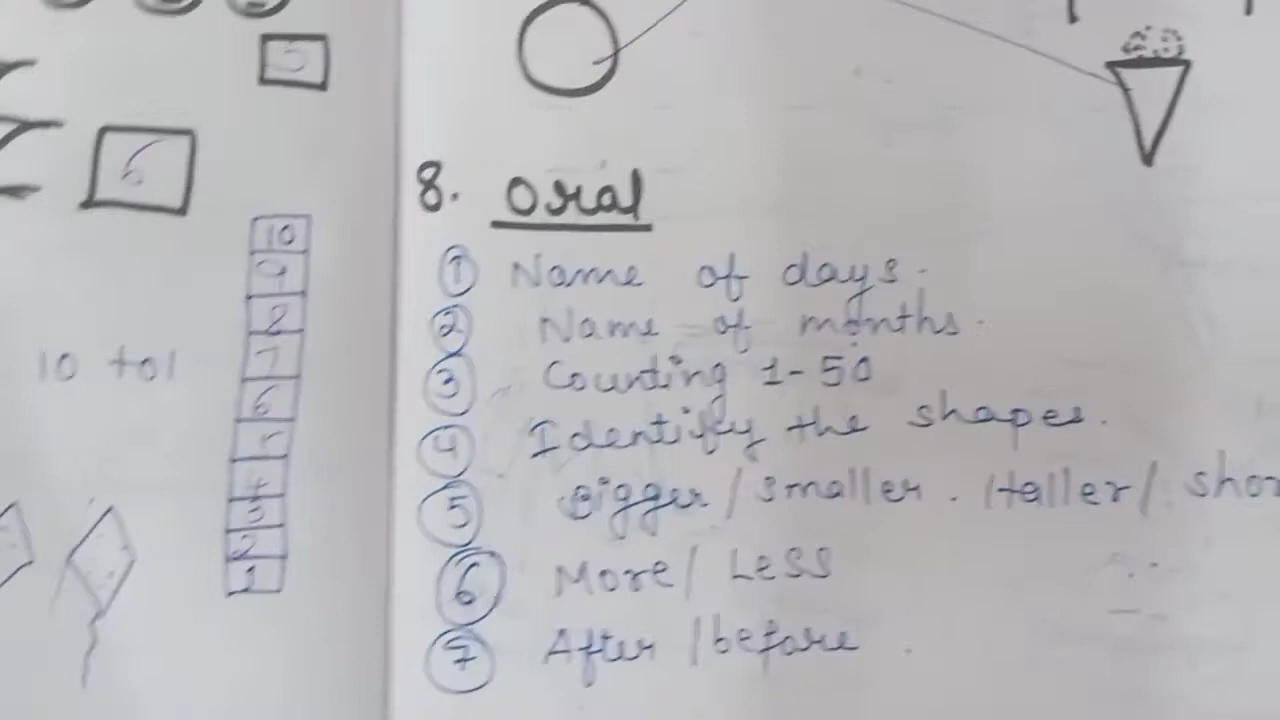 5
6
10
9
8
7
6
5
4
3
2
1
10 to 1
8. Oral
① Name of days.
② Name of months.
③ Counting 1-50
④ Identify the shapes.
⑤ Bigger / smaller. Haller /
⑥ More / Less
⑦ After / before